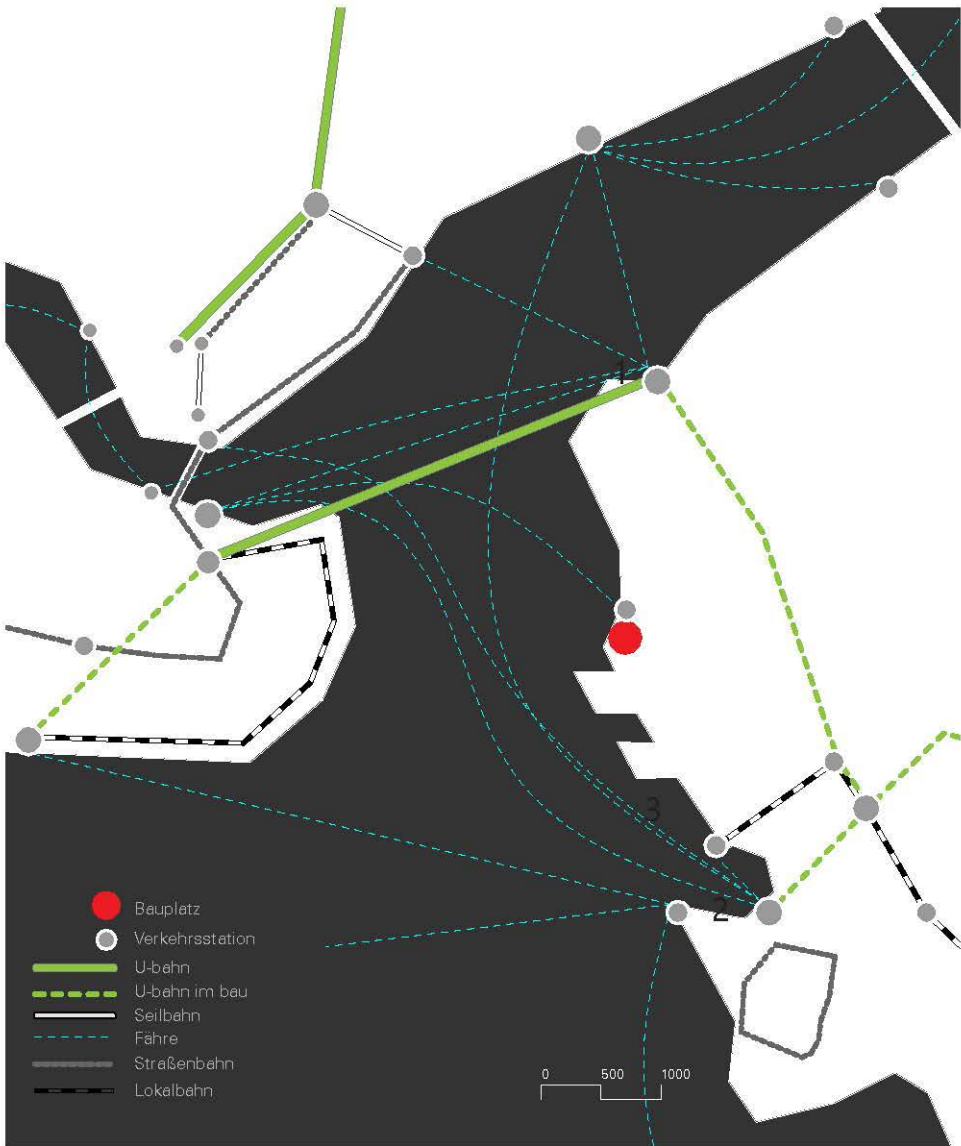 1
3
2
Bauplatz
Verkehrsstation
U-bahn
U-bahn im bau
Seilbahn
Fähre
Straßenbahn
Lokalbahn
0 500 1000